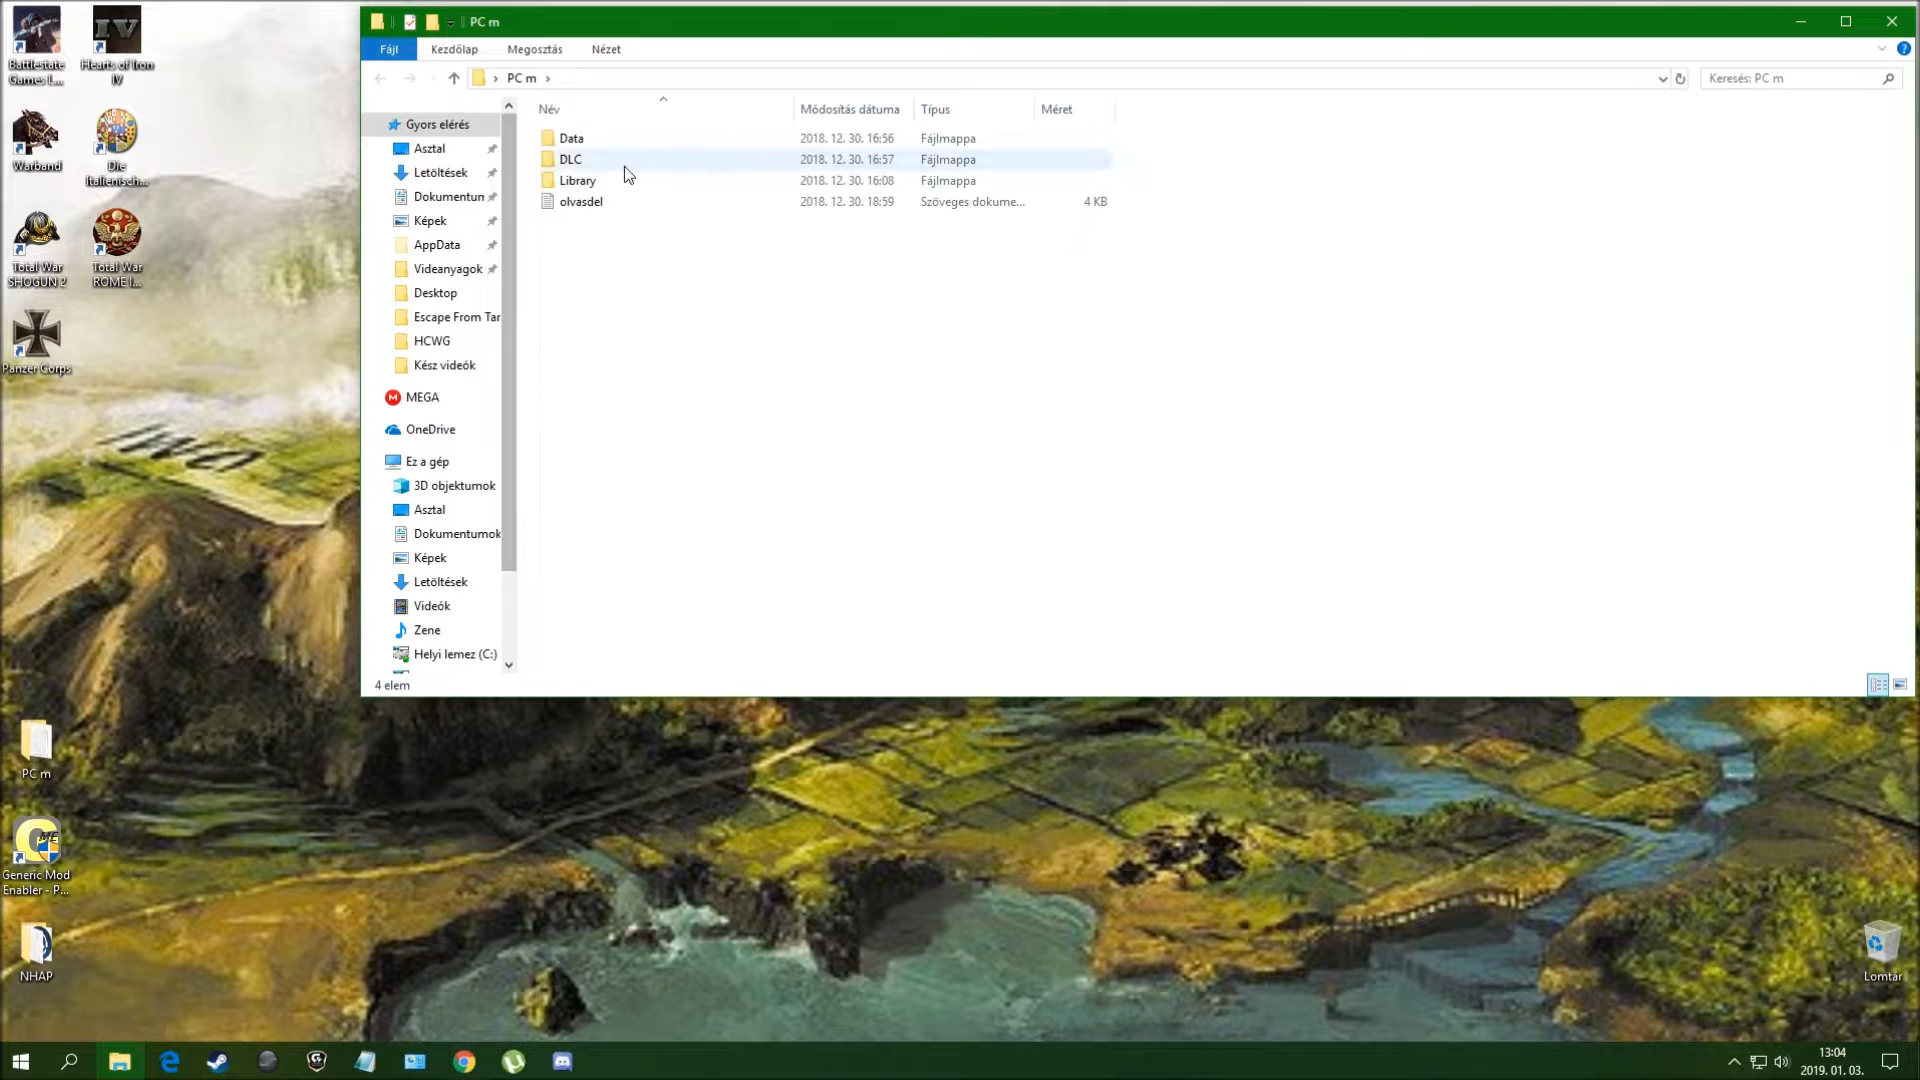 Battlestate
Games L...
Hearts of Iron
IV
Warband
Die
Italienisch...
Total War
SHOGUN 2
Total War
ROME I...
Panzer Corps
PC m
Generic Mod
Enabler - P...
NHAP
Lomtár
PC m
Fájl
Kezdőlap
Megosztás
Nézet
PC m
Keresés: PC m
Név
Módosítás dátuma
Típus
Méret
Data
2018. 12. 30. 16:56
Fájlmappa
DLC
2018. 12. 30. 16:57
Fájlmappa
Library
2018. 12. 30. 16:08
Fájlmappa
olvasdel
2018. 12. 30. 18:59
Szöveges dokume...
4 KB
Gyors elérés
Asztal
Letöltések
Dokumentum
Képek
AppData
Videanyagok
Desktop
Escape From Tar
HCWG
Kész videók
MEGA
OneDrive
Ez a gép
3D objektumok
Asztal
Dokumentumok
Képek
Letöltések
Videók
Zene
Helyi lemez (C:)
4 elem
13:04
2019. 01. 03.